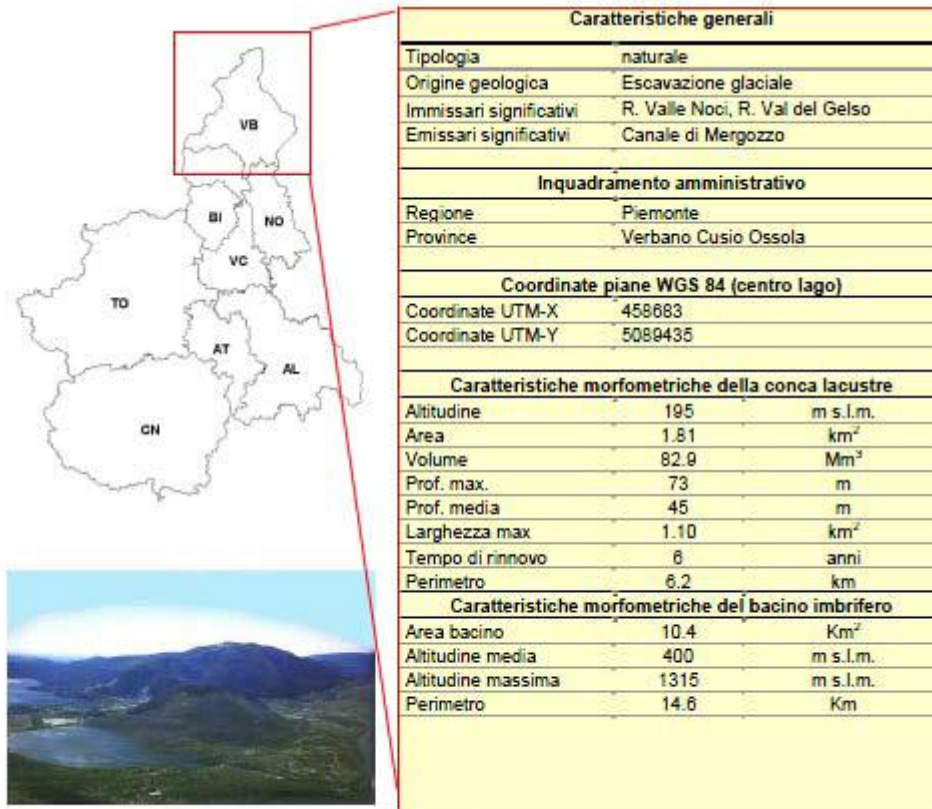 VB
BI
NO
VC
TO
AT
AL
CN
Caratteristiche generali
Tipologia naturale
Origine geologica Escavazione glaciale
Immissari significativi R. Valle Noci, R. Val del Gelso
Emissari significativi Canale di Mergozzo
Inquadramento amministrativo
Regione Piemonte
Province Verbano Cusio Ossola
Coordinate piane WGS 84 (centro lago)
Coordinate UTM-X 458683
Coordinate UTM-Y 5089435
Caratteristiche morfometriche della conca lacustre
Altitudine 195 m s.l.m.
Area 1.81 km²
Volume 82.9 Mm³
Prof. max. 73 m
Prof. media 45 m
Larghezza max 1.10 km²
Tempo di rinnovo 6 anni
Perimetro 6.2 km
Caratteristiche morfometriche del bacino imbrifero
Area bacino 10.4 Km²
Altitudine media 400 m s.l.m.
Altitudine massima 1315 m s.l.m.
Perimetro 14.6 Km